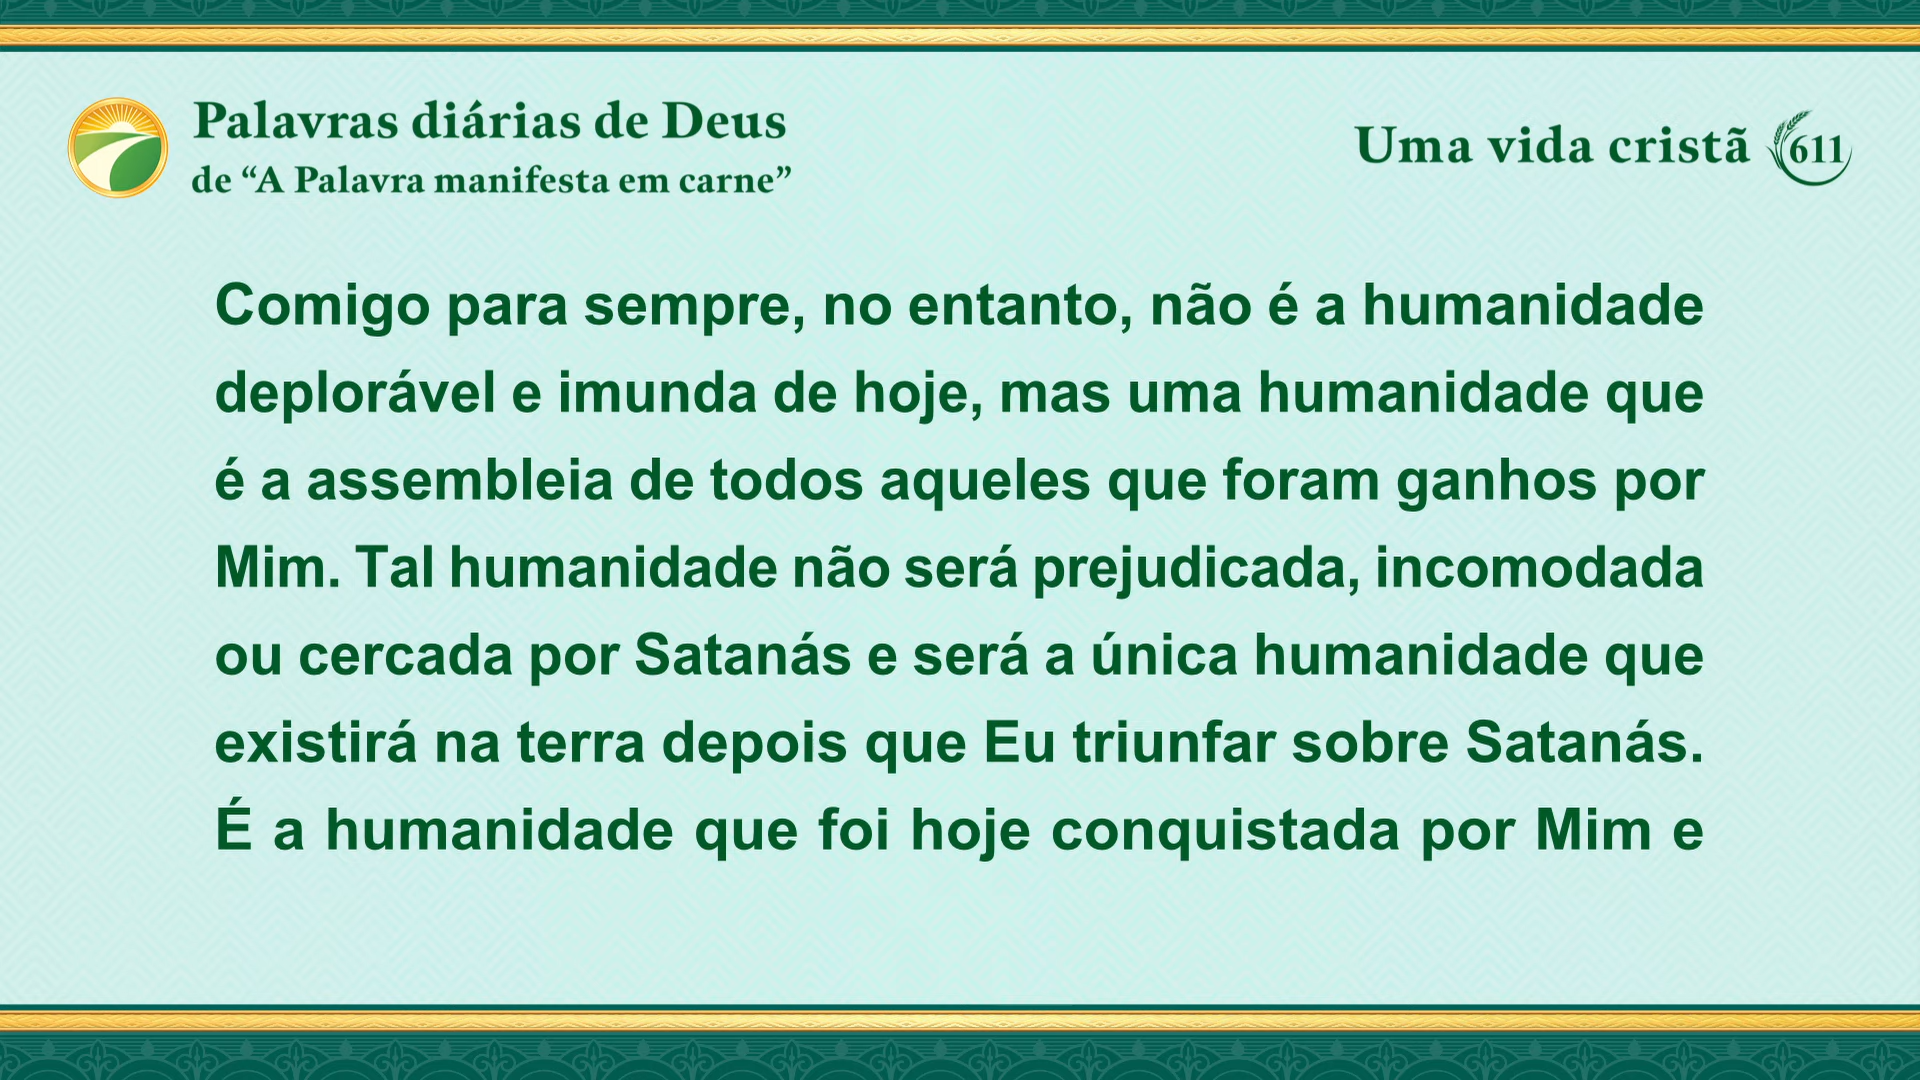 Palavras diárias de Deus
de “A Palavra manifesta em carne”
Uma vida cristã 611
Comigo para sempre, no entanto, não é a humanidade
deplorável e imunda de hoje, mas uma humanidade que
é a assembleia de todos aqueles que foram ganhos por
Mim. Tal humanidade não será prejudicada, incomodada
ou cercada por Satanás e será a única humanidade que
existirá na terra depois que Eu triunfar sobre Satanás.
É a humanidade que foi hoje conquistada por Mim e